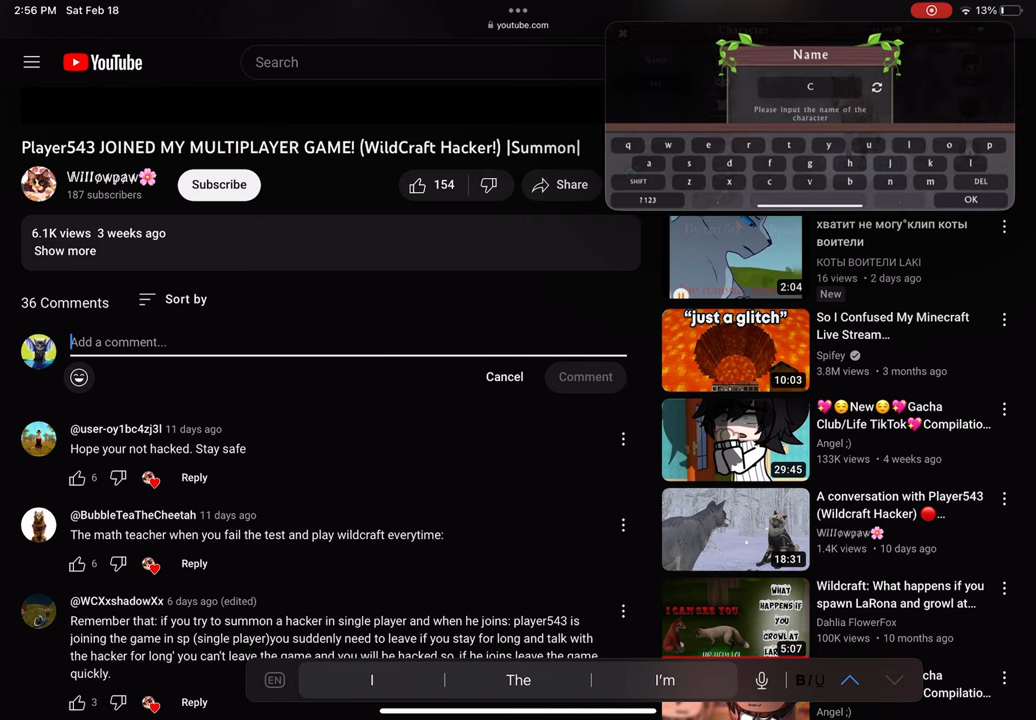 2:56 PM Sat Feb 18
13%
youtube.com
YouTube
Search
Name
C
Please input the name of the
character
q w e r t y u I o p
a s d f g h J k l
SHIFT z x c v b n m DEL
?123 OK
Player543 JOINED MY MULTIPLAYER GAME! (WildCraft Hacker!) |Summon|
W̷i̷l̷l̷o̷w̷p̷a̷w̷🌸
187 subscribers
Subscribe
154
Share
6.1K views 3 weeks ago
Show more
36 Comments
Sort by
Add a comment...
Cancel
Comment
@user-oy1bc4zj3l 11 days ago
Hope your not hacked. Stay safe
6 Reply
@BubbleTeaTheCheetah 11 days ago
The math teacher when you fail the test and play wildcraft everytime:
6 Reply
@WCXxshadowXx 6 days ago (edited)
Remember that: if you try to summon a hacker in single player and when he joins: player543 is
joining the game in sp (single player)you suddenly need to leave if you stay for long and talk with
the hacker for long' you can't leave the game and you will be hacked so, if he joins leave the game
quickly.
3 Reply
хватит не могу°клип коты
воители
КОТЫ ВОИТЕЛИ LAKI
16 views • 2 days ago
New
2:04
"just a glitch"
10:03
So I Confused My Minecraft
Live Stream…
Spifey
3.8M views • 3 months ago
29:45
💖😌New😌💖Gacha
Club/Life TikTok💖Compilatio…
Angel ;)
133K views • 4 weeks ago
18:31
A conversation with Player543
(Wildcraft Hacker) 🔴…
W̷i̷l̷l̷o̷w̷p̷a̷w̷🌸
1.4K views • 10 days ago
I CAN SEE YOU.
WHAT
HAPPENS IF
YOU
GROWL AT
5:07
Wildcraft: What happens if you
spawn LaRona and growl at…
Dahlia FlowerFox
100K views • 10 months ago
Compilatio…
Angel ;)
EN I The I'm BIU